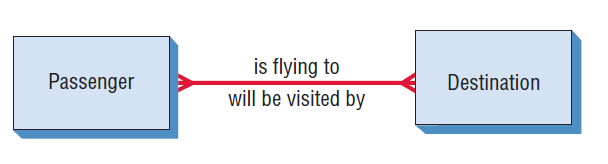 Passenger
is flying to
will be visited by
Destination